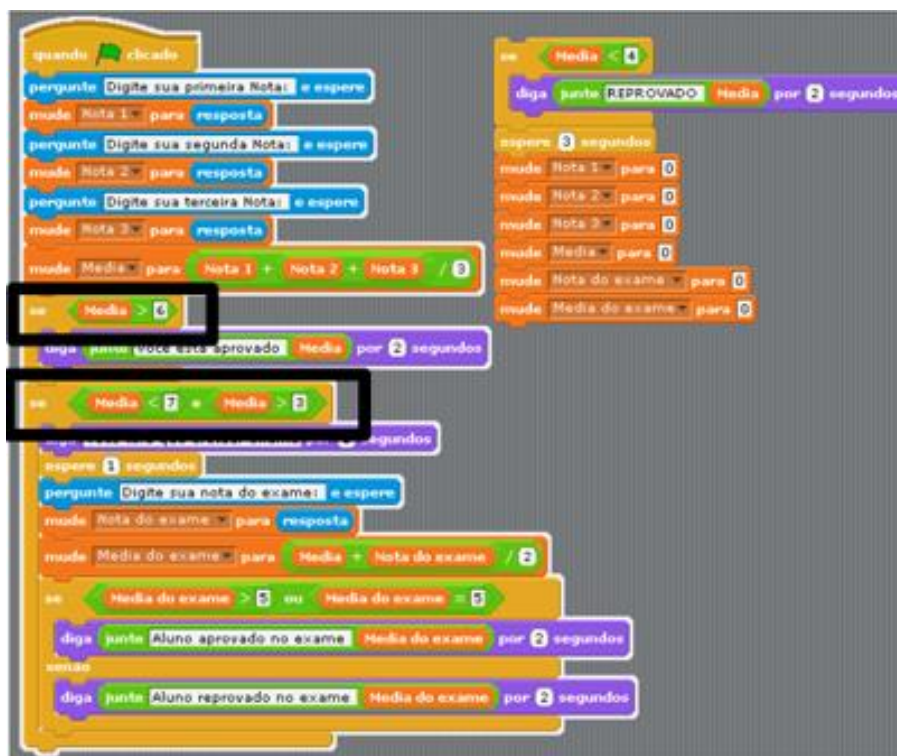 quando clicado
pergunte Digite sua primeira Nota: e espere
mude Nota 1 para resposta
pergunte Digite sua segunda Nota: e espere
mude Nota 2 para resposta
pergunte Digite sua terceira Nota: e espere
mude Nota 3 para resposta
mude Media para Nota 1 + Nota 2 + Nota 3 / 3
se Media > 6
diga junte Voce esta aprovado Media por 2 segundos
se Media < 7 e Media > 3
segundos
espere 1 segundos
pergunte Digite sua nota do exame: e espere
mude Nota do exame para resposta
mude Media do exame para Media + Nota do exame / 2
se Media do exame > 5 ou Media do exame = 5
diga junte Aluno aprovado no exame Media do exame por 2 segundos
senao
diga junte Aluno reprovado no exame Media do exame por 2 segundos
se Media < 4
diga junte REPROVADO Media por 2 segundos
espere 3 segundos
mude Nota 1 para 0
mude Nota 2 para 0
mude Nota 3 para 0
mude Media para 0
mude Nota do exame para 0
mude Media do exame para 0